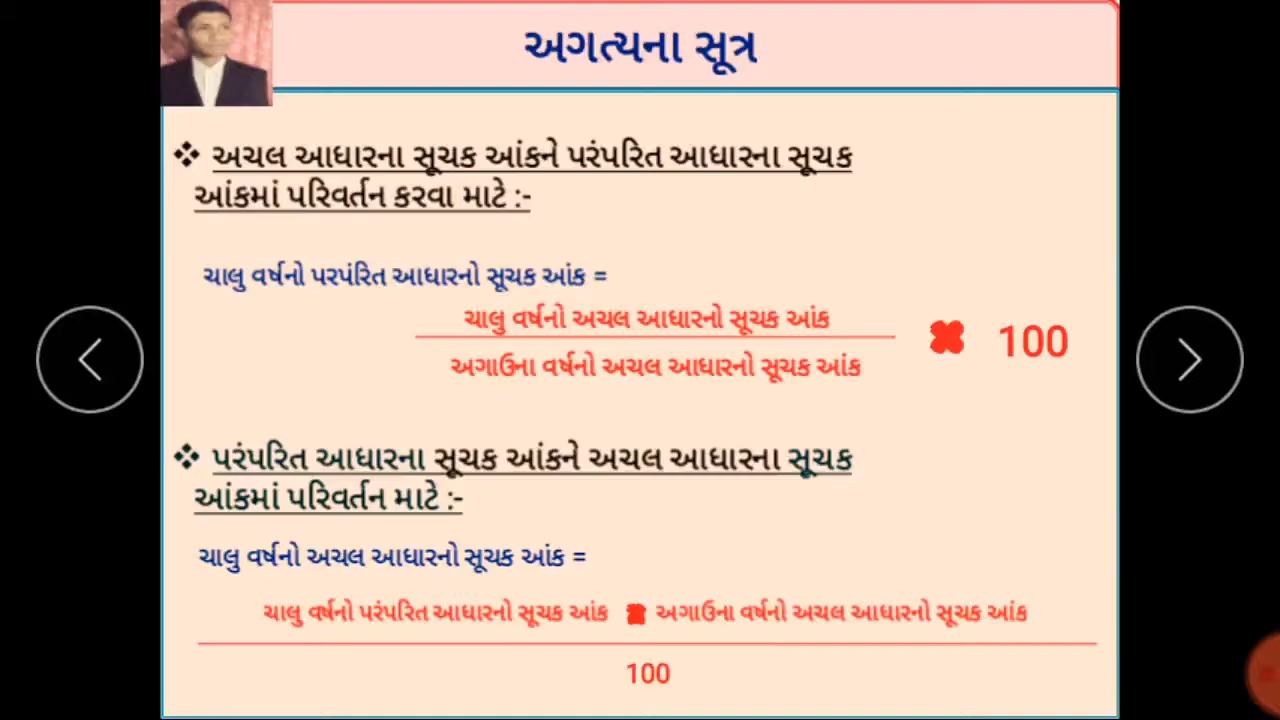 અગત્યના સૂત્ર
❖ અચલ આધારના સૂચક આંકને પરંપરિત આધારના સૂચક
આંકમાં પરિવર્તન કરવા માટે :-
ચાલુ વર્ષનો પરપંરિત આધારનો સૂચક આંક =
ચાલુ વર્ષનો અચલ આધારનો સૂચક આંક
✖ 100
અગાઉના વર્ષનો અચલ આધારનો સૂચક આંક
❖ પરંપરિત આધારના સૂચક આંકને અચલ આધારના સૂચક
આંકમાં પરિવર્તન માટે :-
ચાલુ વર્ષનો અચલ આધારનો સૂચક આંક =
ચાલુ વર્ષનો પરંપરિત આધારનો સૂચક આંક ✖ અગાઉના વર્ષનો અચલ આધારનો સૂચક આંક
100